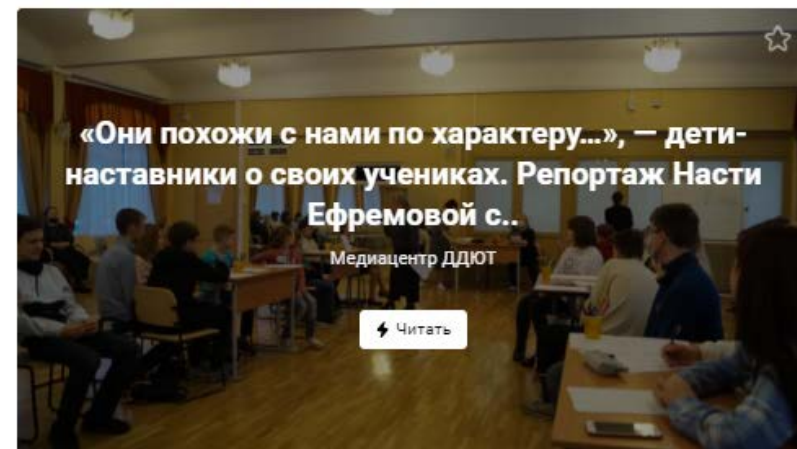 «Они похожи с нами по характеру...», — дети-
наставники о своих учениках. Репортаж Насти
Ефремовой с..
Медиацентр ДДЮТ
Читать